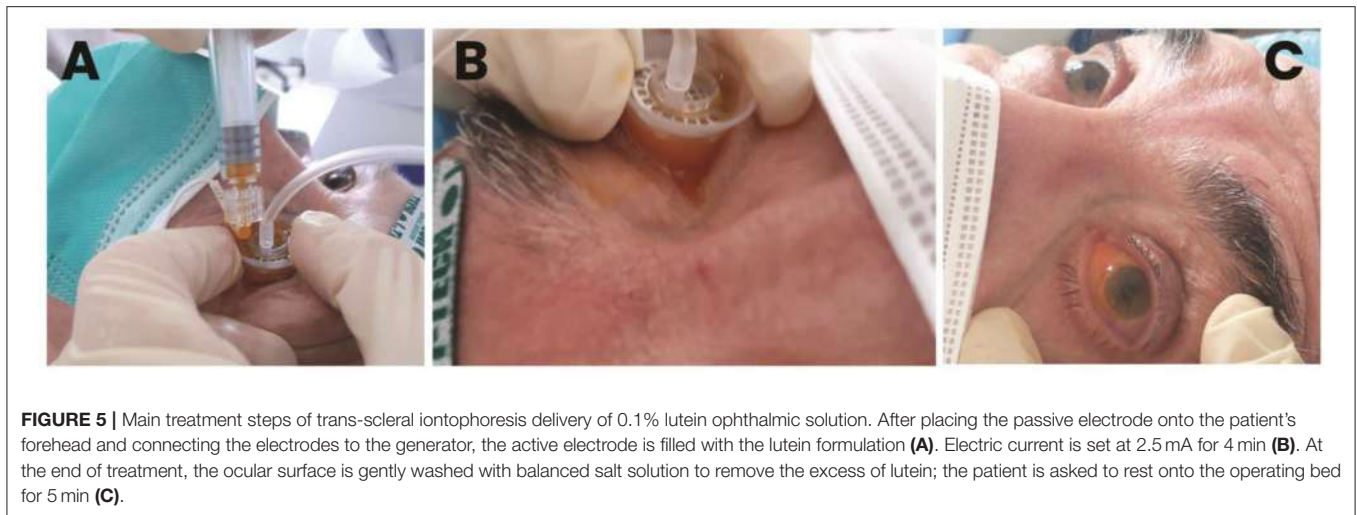 A
B
C
FIGURE 5 | Main treatment steps of trans-scleral iontophoresis delivery of 0.1% lutein ophthalmic solution. After placing the passive electrode onto the patient's
forehead and connecting the electrodes to the generator, the active electrode is filled with the lutein formulation (A). Electric current is set at 2.5 mA for 4 min (B). At
the end of treatment, the ocular surface is gently washed with balanced salt solution to remove the excess of lutein; the patient is asked to rest onto the operating bed
for 5 min (C).